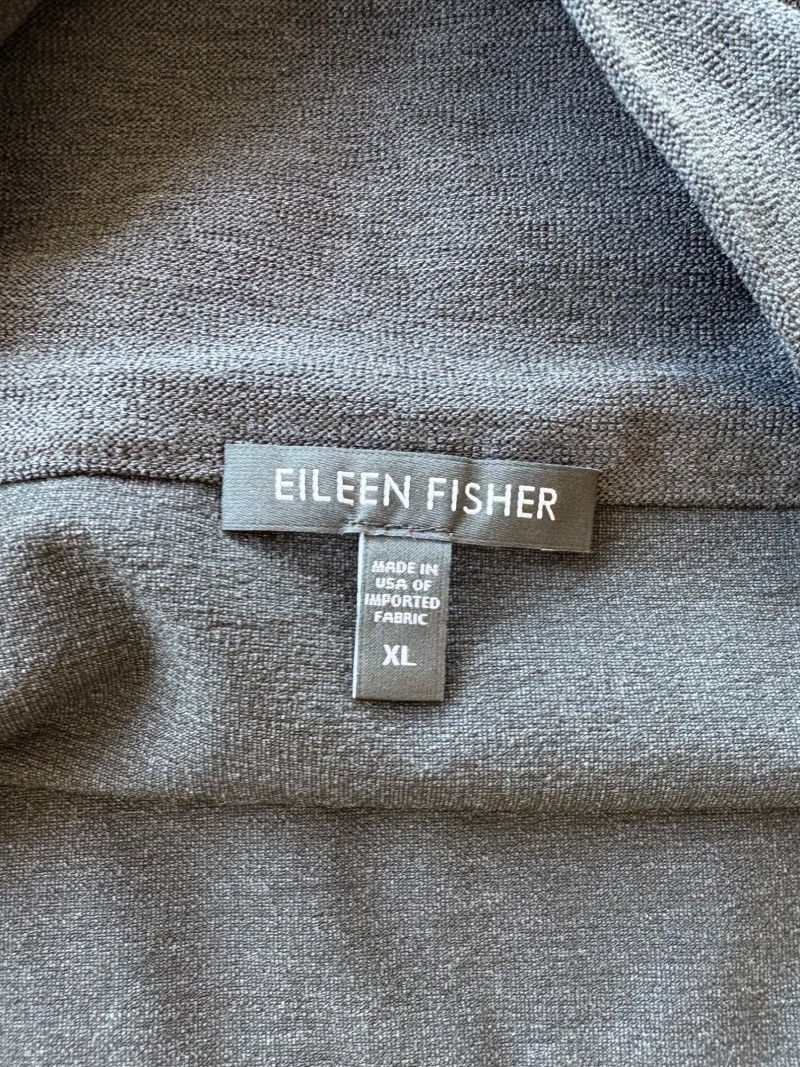 EILEEN FISHER
MADE IN
USA OF
IMPORTED
FABRIC
XL